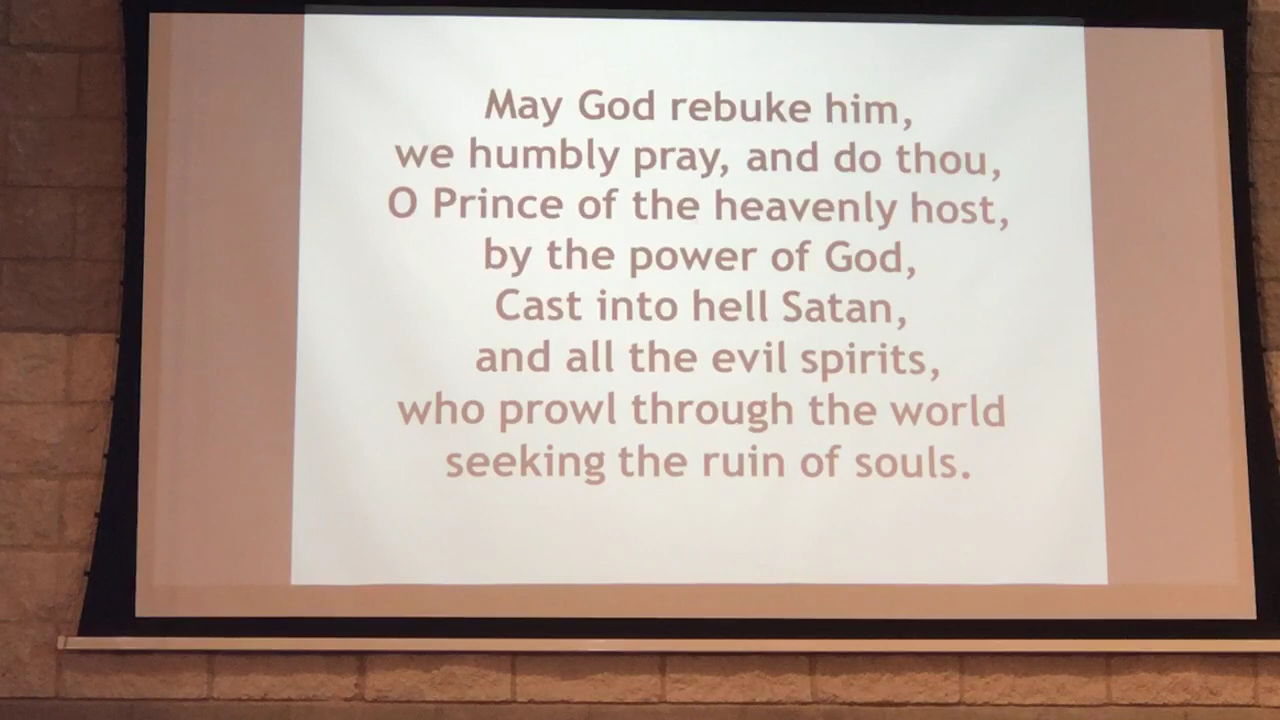 May God rebuke him,
we humbly pray, and do thou,
O Prince of the heavenly host,
by the power of God,
Cast into hell Satan,
and all the evil spirits,
who prowl through the world
seeking the ruin of souls.